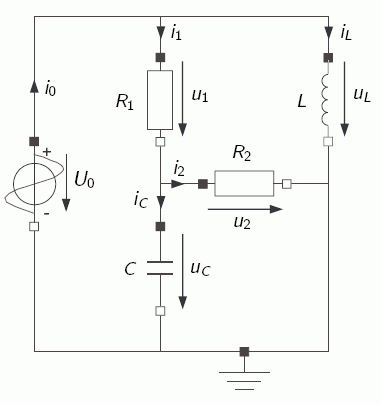 i1 iL
i0 R1 u1 L uL
+ R2
U0 i2
- iC u2
C uC